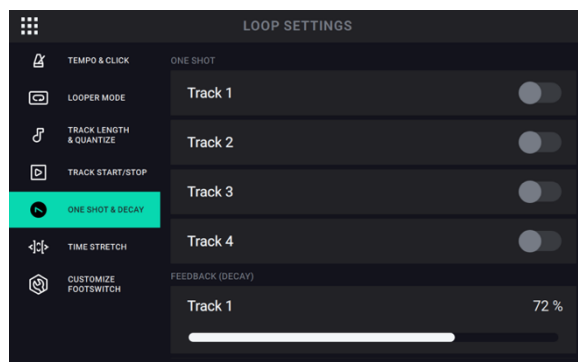 LOOP SETTINGS
TEMPO & CLICK
LOOPER MODE
TRACK LENGTH
& QUANTIZE
TRACK START/STOP
ONE SHOT & DECAY
TIME STRETCH
CUSTOMIZE
FOOTSWITCH
ONE SHOT
Track 1
Track 2
Track 3
Track 4
FEEDBACK (DECAY)
Track 1 72 %